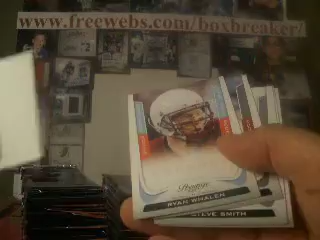 www.freewebs.com/boxbreaker/
Prestige
RYAN WHALEN
STEVE SMITH